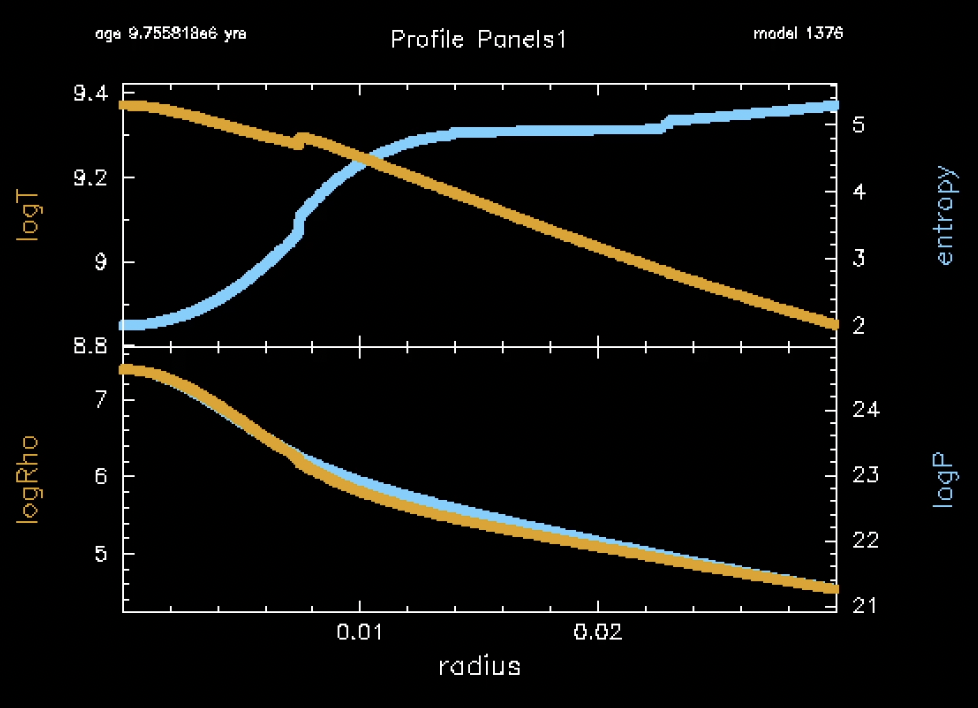 age 9.755818e6 yrs
Profile Panels1
model 1376
9.4
9.2
9
8.8
logT
5
4
3
2
entropy
7
6
5
logRho
24
23
22
21
logP
0.01
0.02
radius